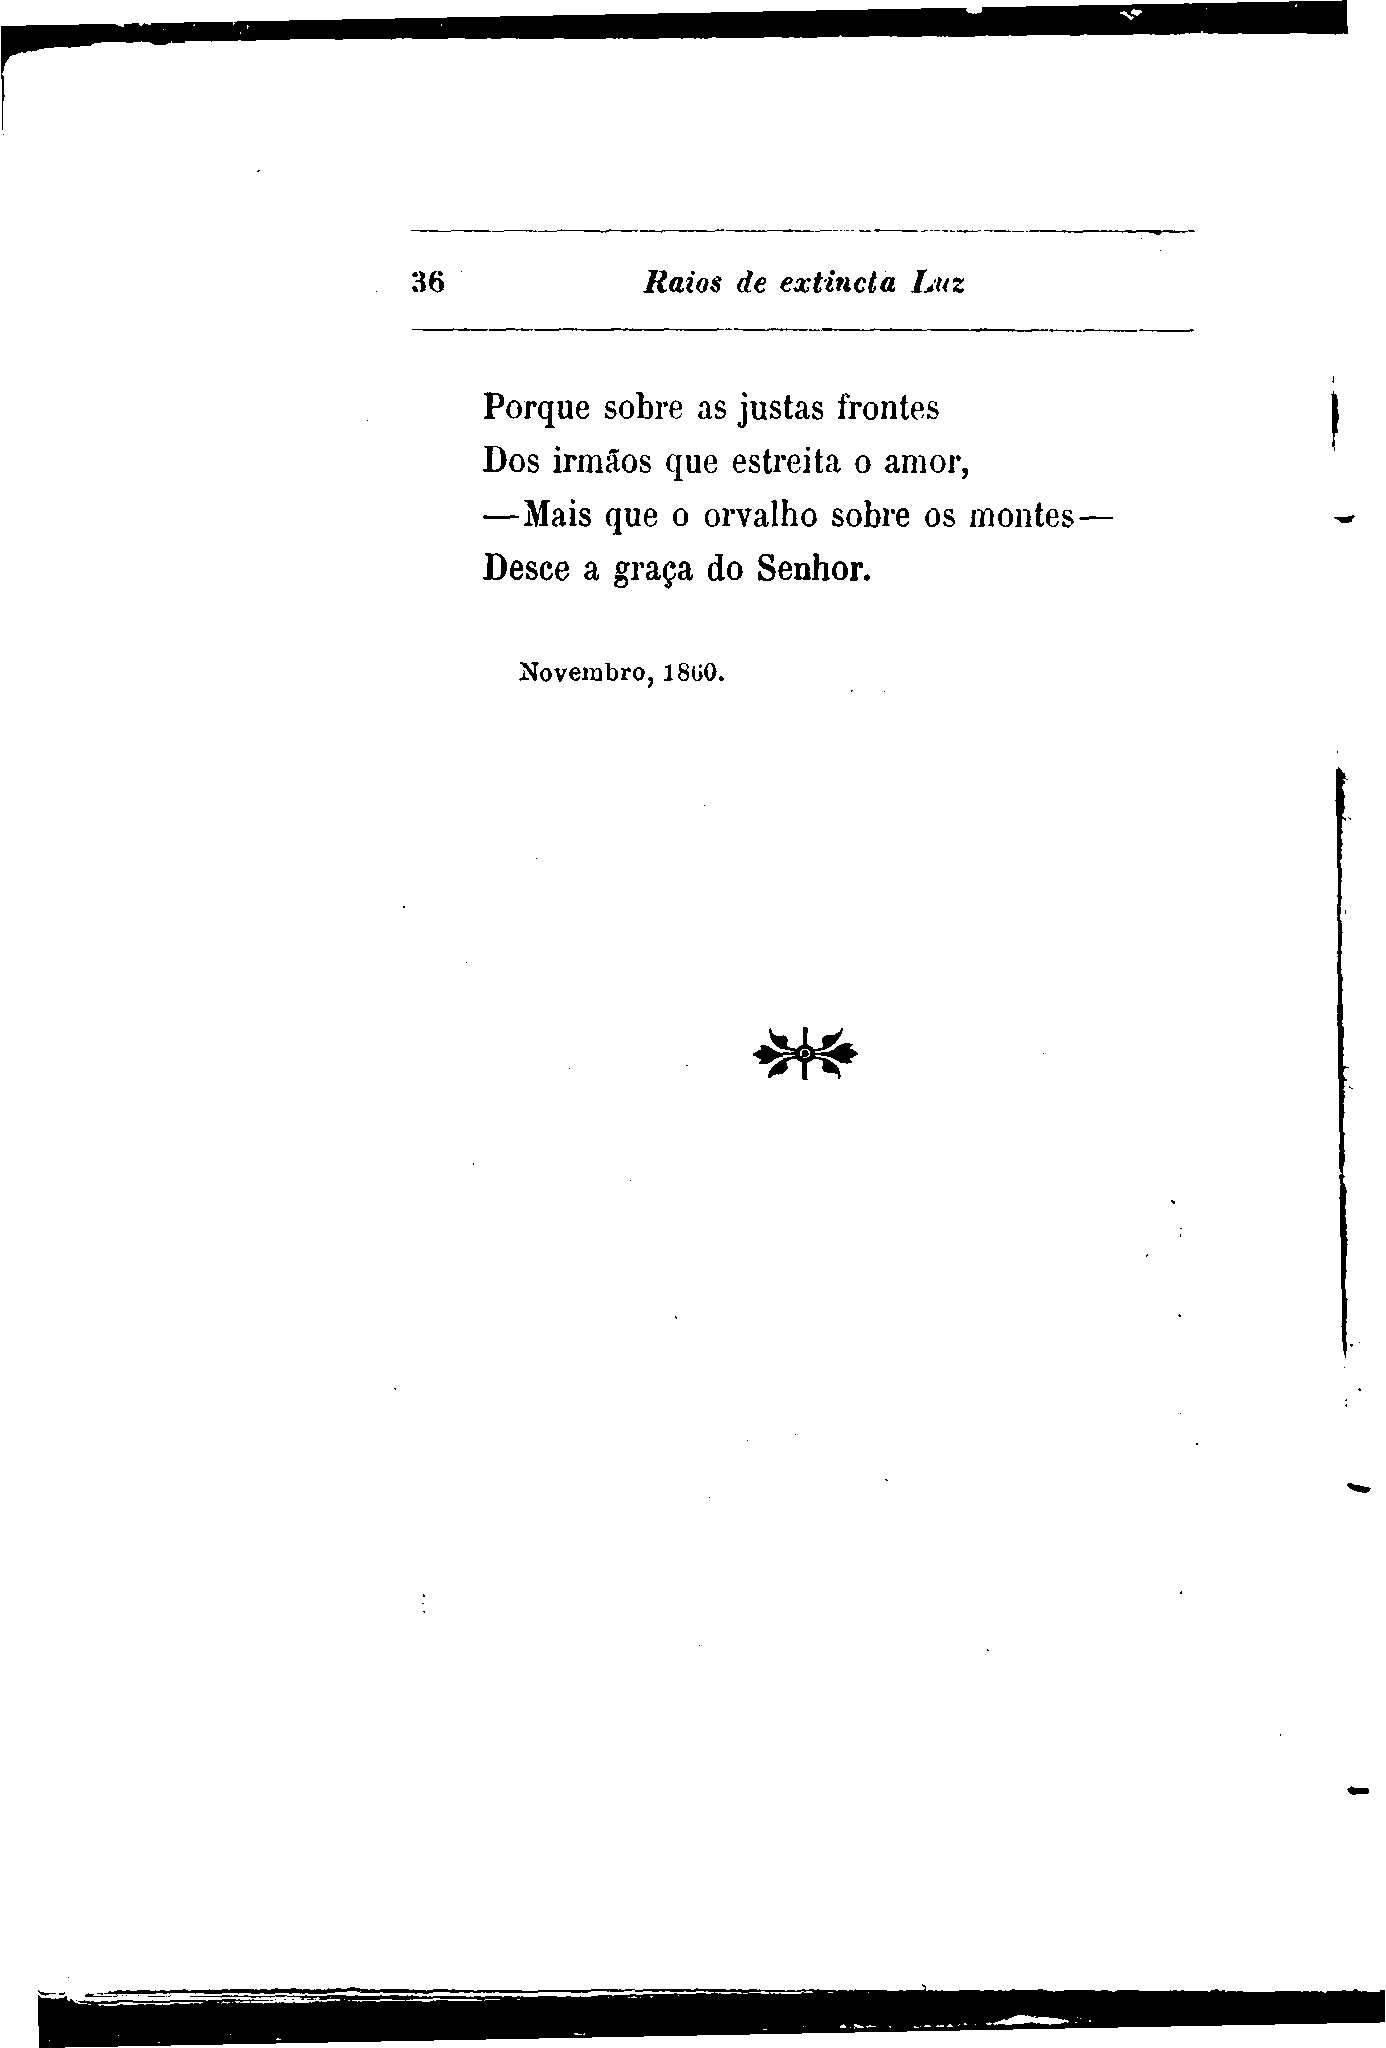 36 Raios de extincta Luz
Porque sobre as justas frontes
Dos irmãos que estreita o amor,
—Mais que o orvalho sobre os montes—
Desce a graça do Senhor.
Novembro, 1860.